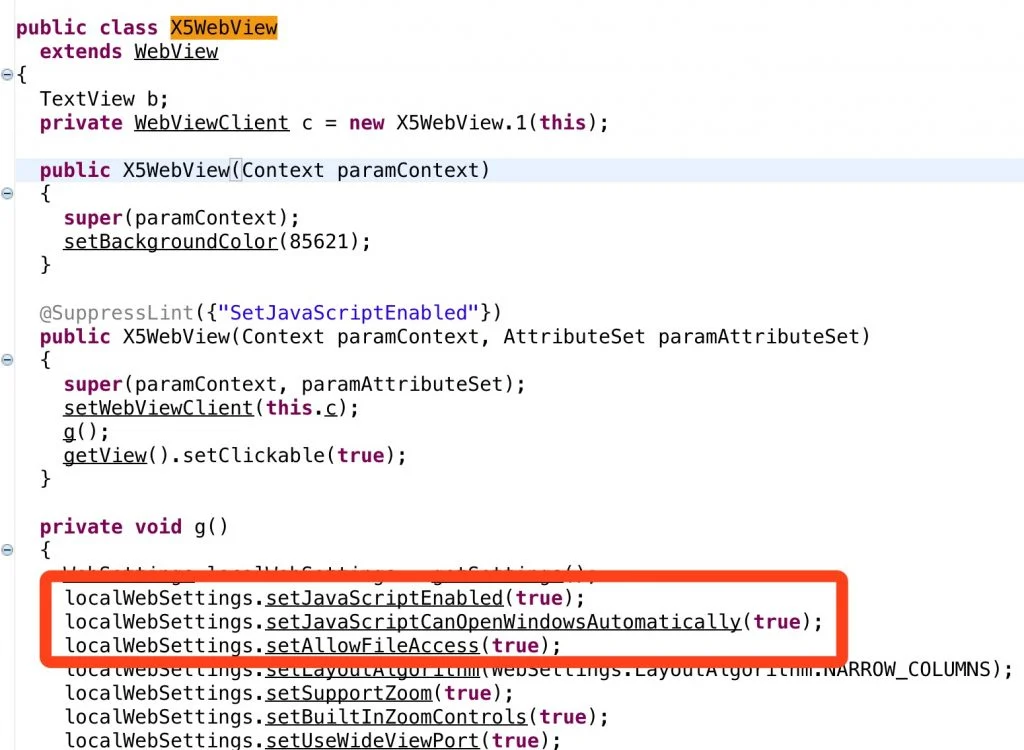 public class X5WebView
extends WebView
{
TextView b;
private WebViewClient c = new X5WebView.1(this);
public X5WebView(Context paramContext)
{
super(paramContext);
setBackgroundColor(85621);
}
@SuppressLint({"SetJavaScriptEnabled"})
public X5WebView(Context paramContext, AttributeSet paramAttributeSet)
{
super(paramContext, paramAttributeSet);
setWebViewClient(this.c);
g();
getView().setClickable(true);
}
private void g()
{
WebSettings localWebSettings = getSettings();
localWebSettings.setJavaScriptEnabled(true);
localWebSettings.setJavaScriptCanOpenWindowsAutomatically(true);
localWebSettings.setAllowFileAccess(true);
localWebSettings.setLayoutAlgorithm(WebSettings.LayoutAlgorithm.NARROW_COLUMNS);
localWebSettings.setSupportZoom(true);
localWebSettings.setBuiltInZoomControls(true);
localWebSettings.setUseWideViewPort(true);